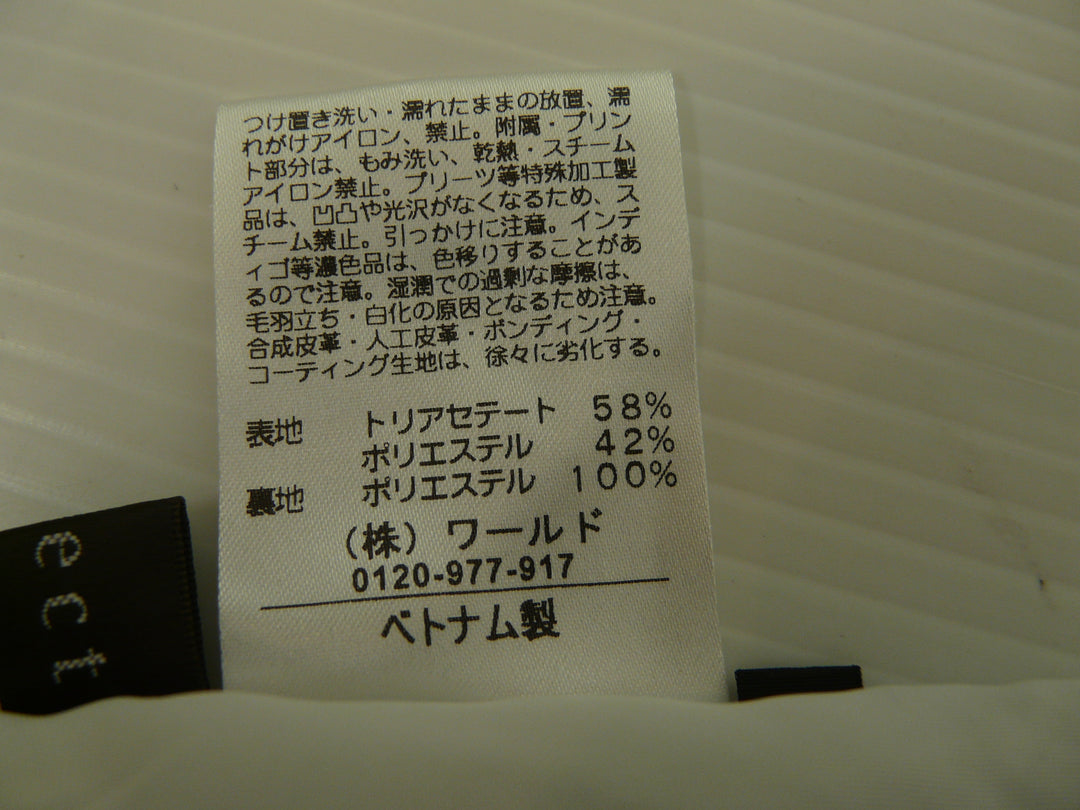 つけ置き洗い・濡れたままの放置、濡
れがけアイロン、禁止。附属・プリン
ト部分は、もみ洗い、乾熱・スチーム
アイロン禁止。プリーツ等特殊加工製
品は、凹凸や光沢がなくなるため、ス
チーム禁止。引っかけに注意。インデ
ィゴ等濃色品は、色移りすることがあ
るので注意。湿潤での過剰な摩擦は、
毛羽立ち・白化の原因となるため注意。
合成皮革・人工皮革・ボンディング・
コーティング生地は、徐々に劣化する。
表地 トリアセテート 58%
ポリエステル 42%
裏地 ポリエステル 100%
(株) ワールド
0120-977-917
ベトナム製
ect